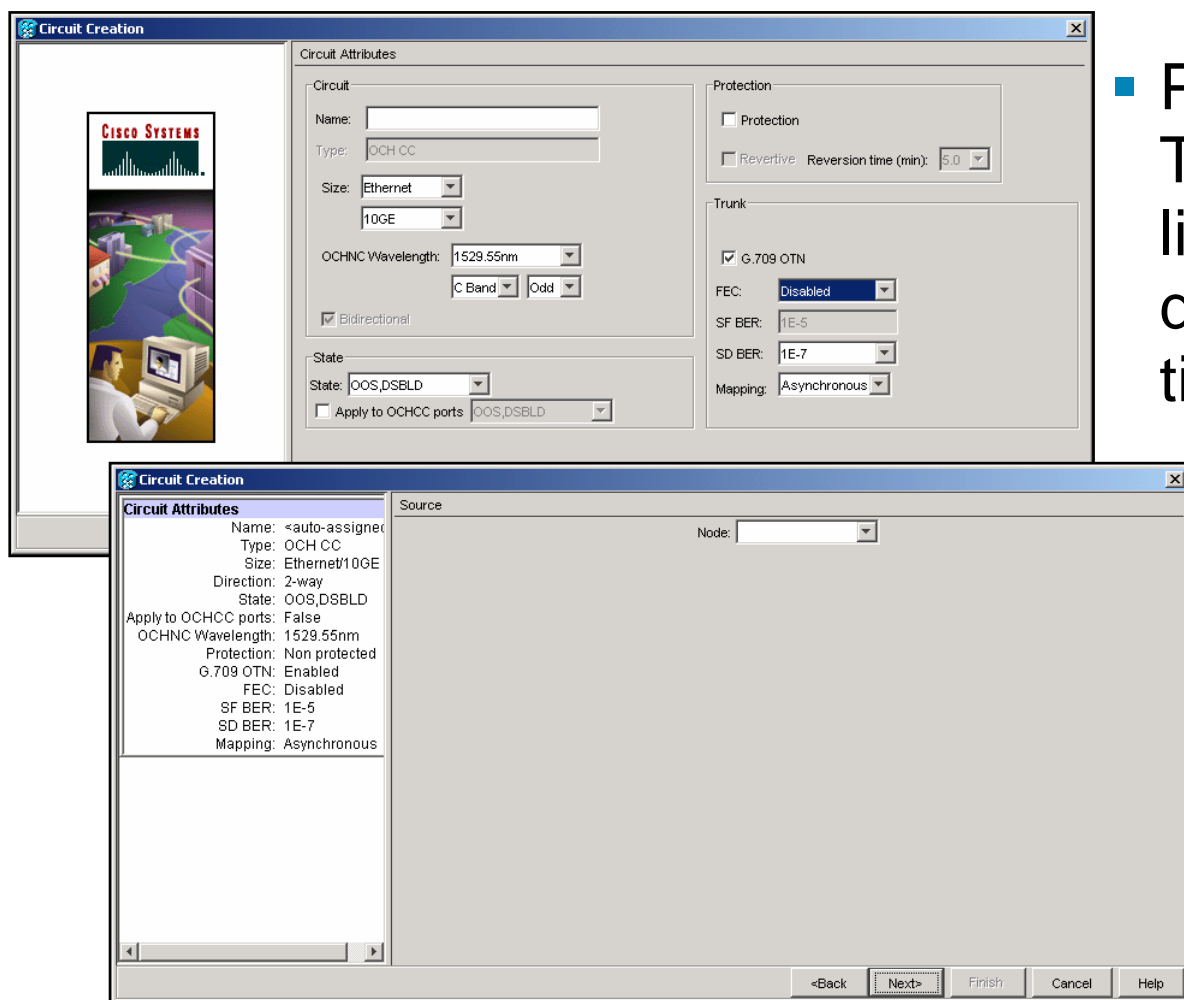 Circuit Creation
CISCO SYSTEMS
Circuit Attributes
Circuit
Name:
Type: OCH CC
Size: Ethernet
10GE
OCHNC Wavelength: 1529.55nm
C Band Odd
Bidirectional
State
State: OOS,DSBLD
Apply to OCHCC ports OOS,DSBLD
Protection
Protection
Revertive Reversion time (min): 5.0
Trunk
G.709 OTN
FEC: Disabled
SF BER: 1E-5
SD BER: 1E-7
Mapping: Asynchronous
Circuit Creation
Circuit Attributes
Name: <auto-assigned
Type: OCH CC
Size: Ethernet/10GE
Direction: 2-way
State: OOS,DSBLD
Apply to OCHCC ports: False
OCHNC Wavelength: 1529.55nm
Protection: Non protected
G.709 OTN: Enabled
FEC: Disabled
SF BER: 1E-5
SD BER: 1E-7
Mapping: Asynchronous
Source
Node:
<Back Next> Finish Cancel Help